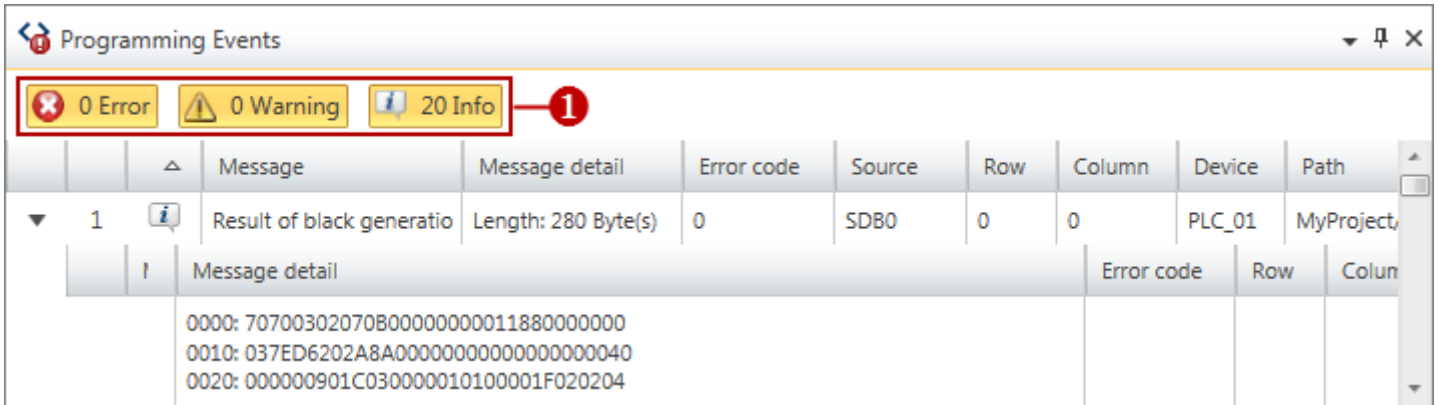 Programming Events
0 Error 0 Warning 20 Info 1
Message Message detail Error code Source Row Column Device Path
1 Result of black generatio Length: 280 Byte(s) 0 SDB0 0 0 PLC_01 MyProject/
Message detail Error code Row Colum
0000: 70700302070B00000000011880000000
0010: 037ED6202A8A00000000000000000040
0020: 000000901C030000010100001F020204